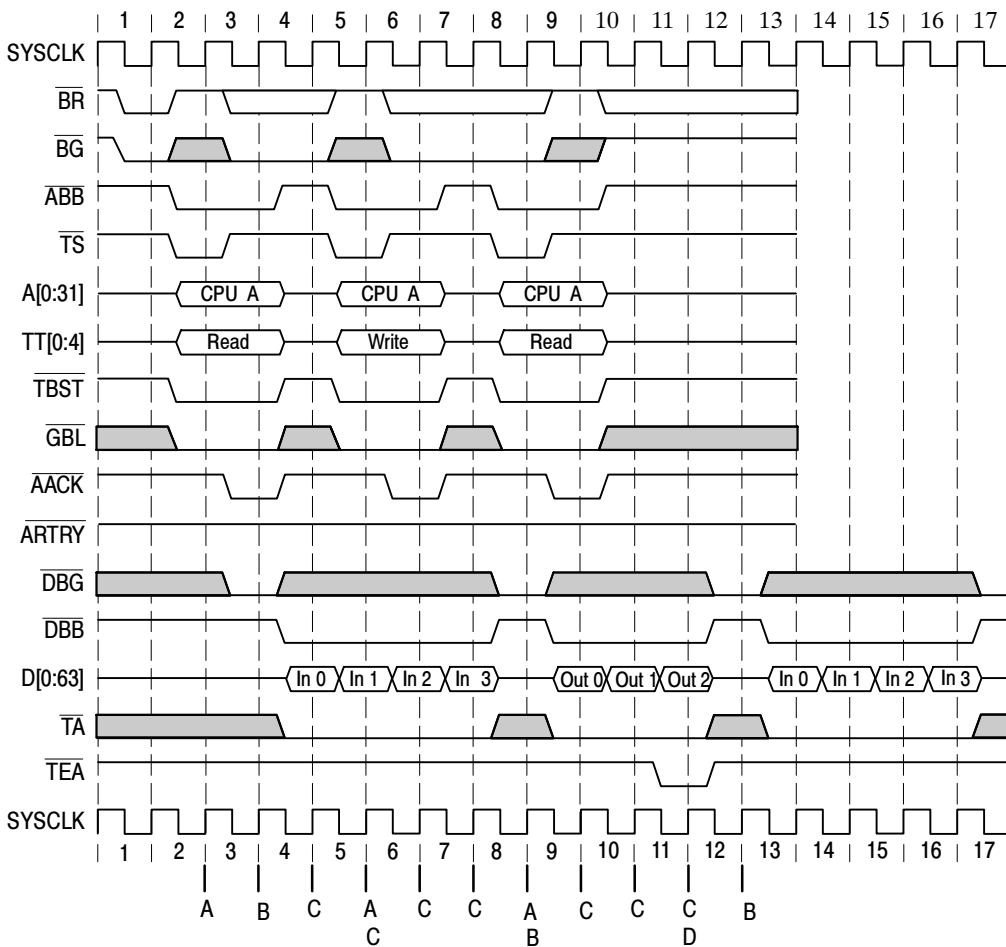 1 2 3 4 5 6 7 8 9 10 11 12 13 14 15 16 17
SYSCLK
BR
BG
ABB
TS
A[0:31] CPU A CPU A CPU A
TT[0:4] Read Write Read
TBST
GBL
AACK
ARTRY
DBG
DBB
D[0:63] In 0 In 1 In 2 In 3 Out 0 Out 1 Out 2 In 0 In 1 In 2 In 3
TA
TEA
SYSCLK
1 2 3 4 5 6 7 8 9 10 11 12 13 14 15 16 17
A B C A C C A C C C B
C B D